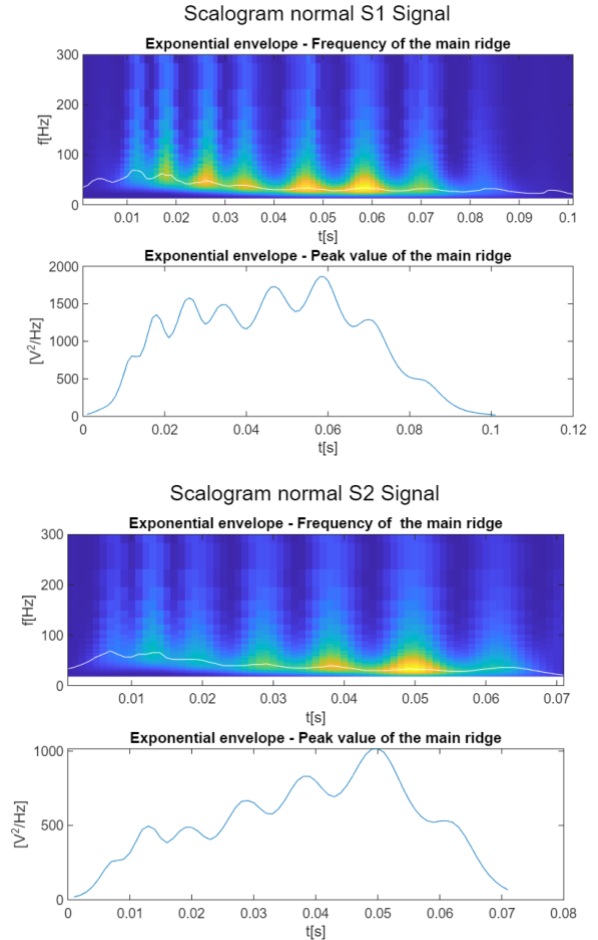 Scalogram normal S1 Signal
Exponential envelope - Frequency of the main ridge
300
200
100
0
f[Hz]
0.01 0.02 0.03 0.04 0.05 0.06 0.07 0.08 0.09 0.1
t[s]
Exponential envelope - Peak value of the main ridge
2000
1500
1000
500
0
[V²/Hz]
0 0.02 0.04 0.06 0.08 0.1 0.12
t[s]
Scalogram normal S2 Signal
Exponential envelope - Frequency of  the main ridge
300
200
100
0
f[Hz]
0.01 0.02 0.03 0.04 0.05 0.06 0.07
t[s]
Exponential envelope - Peak value of the main ridge
1000
500
0
[V²/Hz]
0 0.01 0.02 0.03 0.04 0.05 0.06 0.07 0.08
t[s]